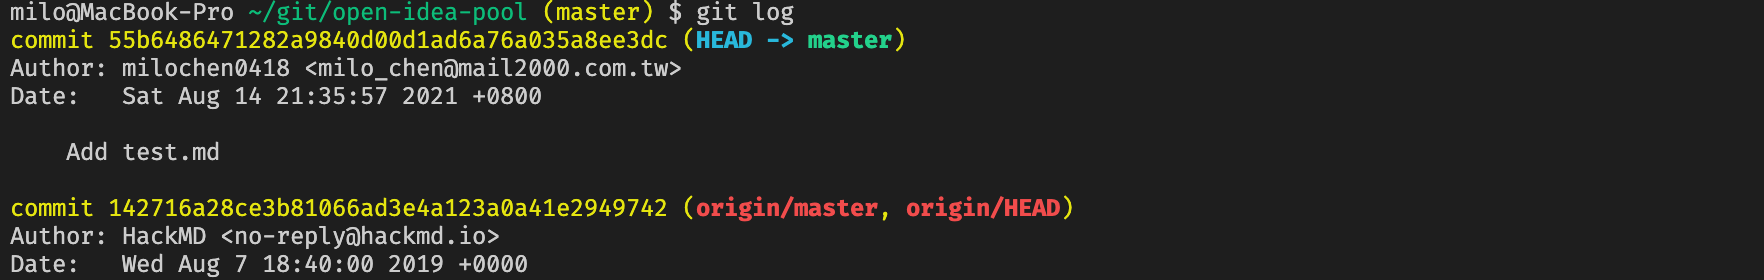 milo@MacBook-Pro ~/git/open-idea-pool (master) $ git log
commit 55b6486471282a9840d00d1ad6a76a035a8ee3dc (HEAD -> master)
Author: milochen0418 <milo_chen@mail2000.com.tw>
Date:   Sat Aug 14 21:35:57 2021 +0800
    Add test.md
commit 142716a28ce3b81066ad3e4a123a0a41e2949742 (origin/master, origin/HEAD)
Author: HackMD <no-reply@hackmd.io>
Date:   Wed Aug 7 18:40:00 2019 +0000